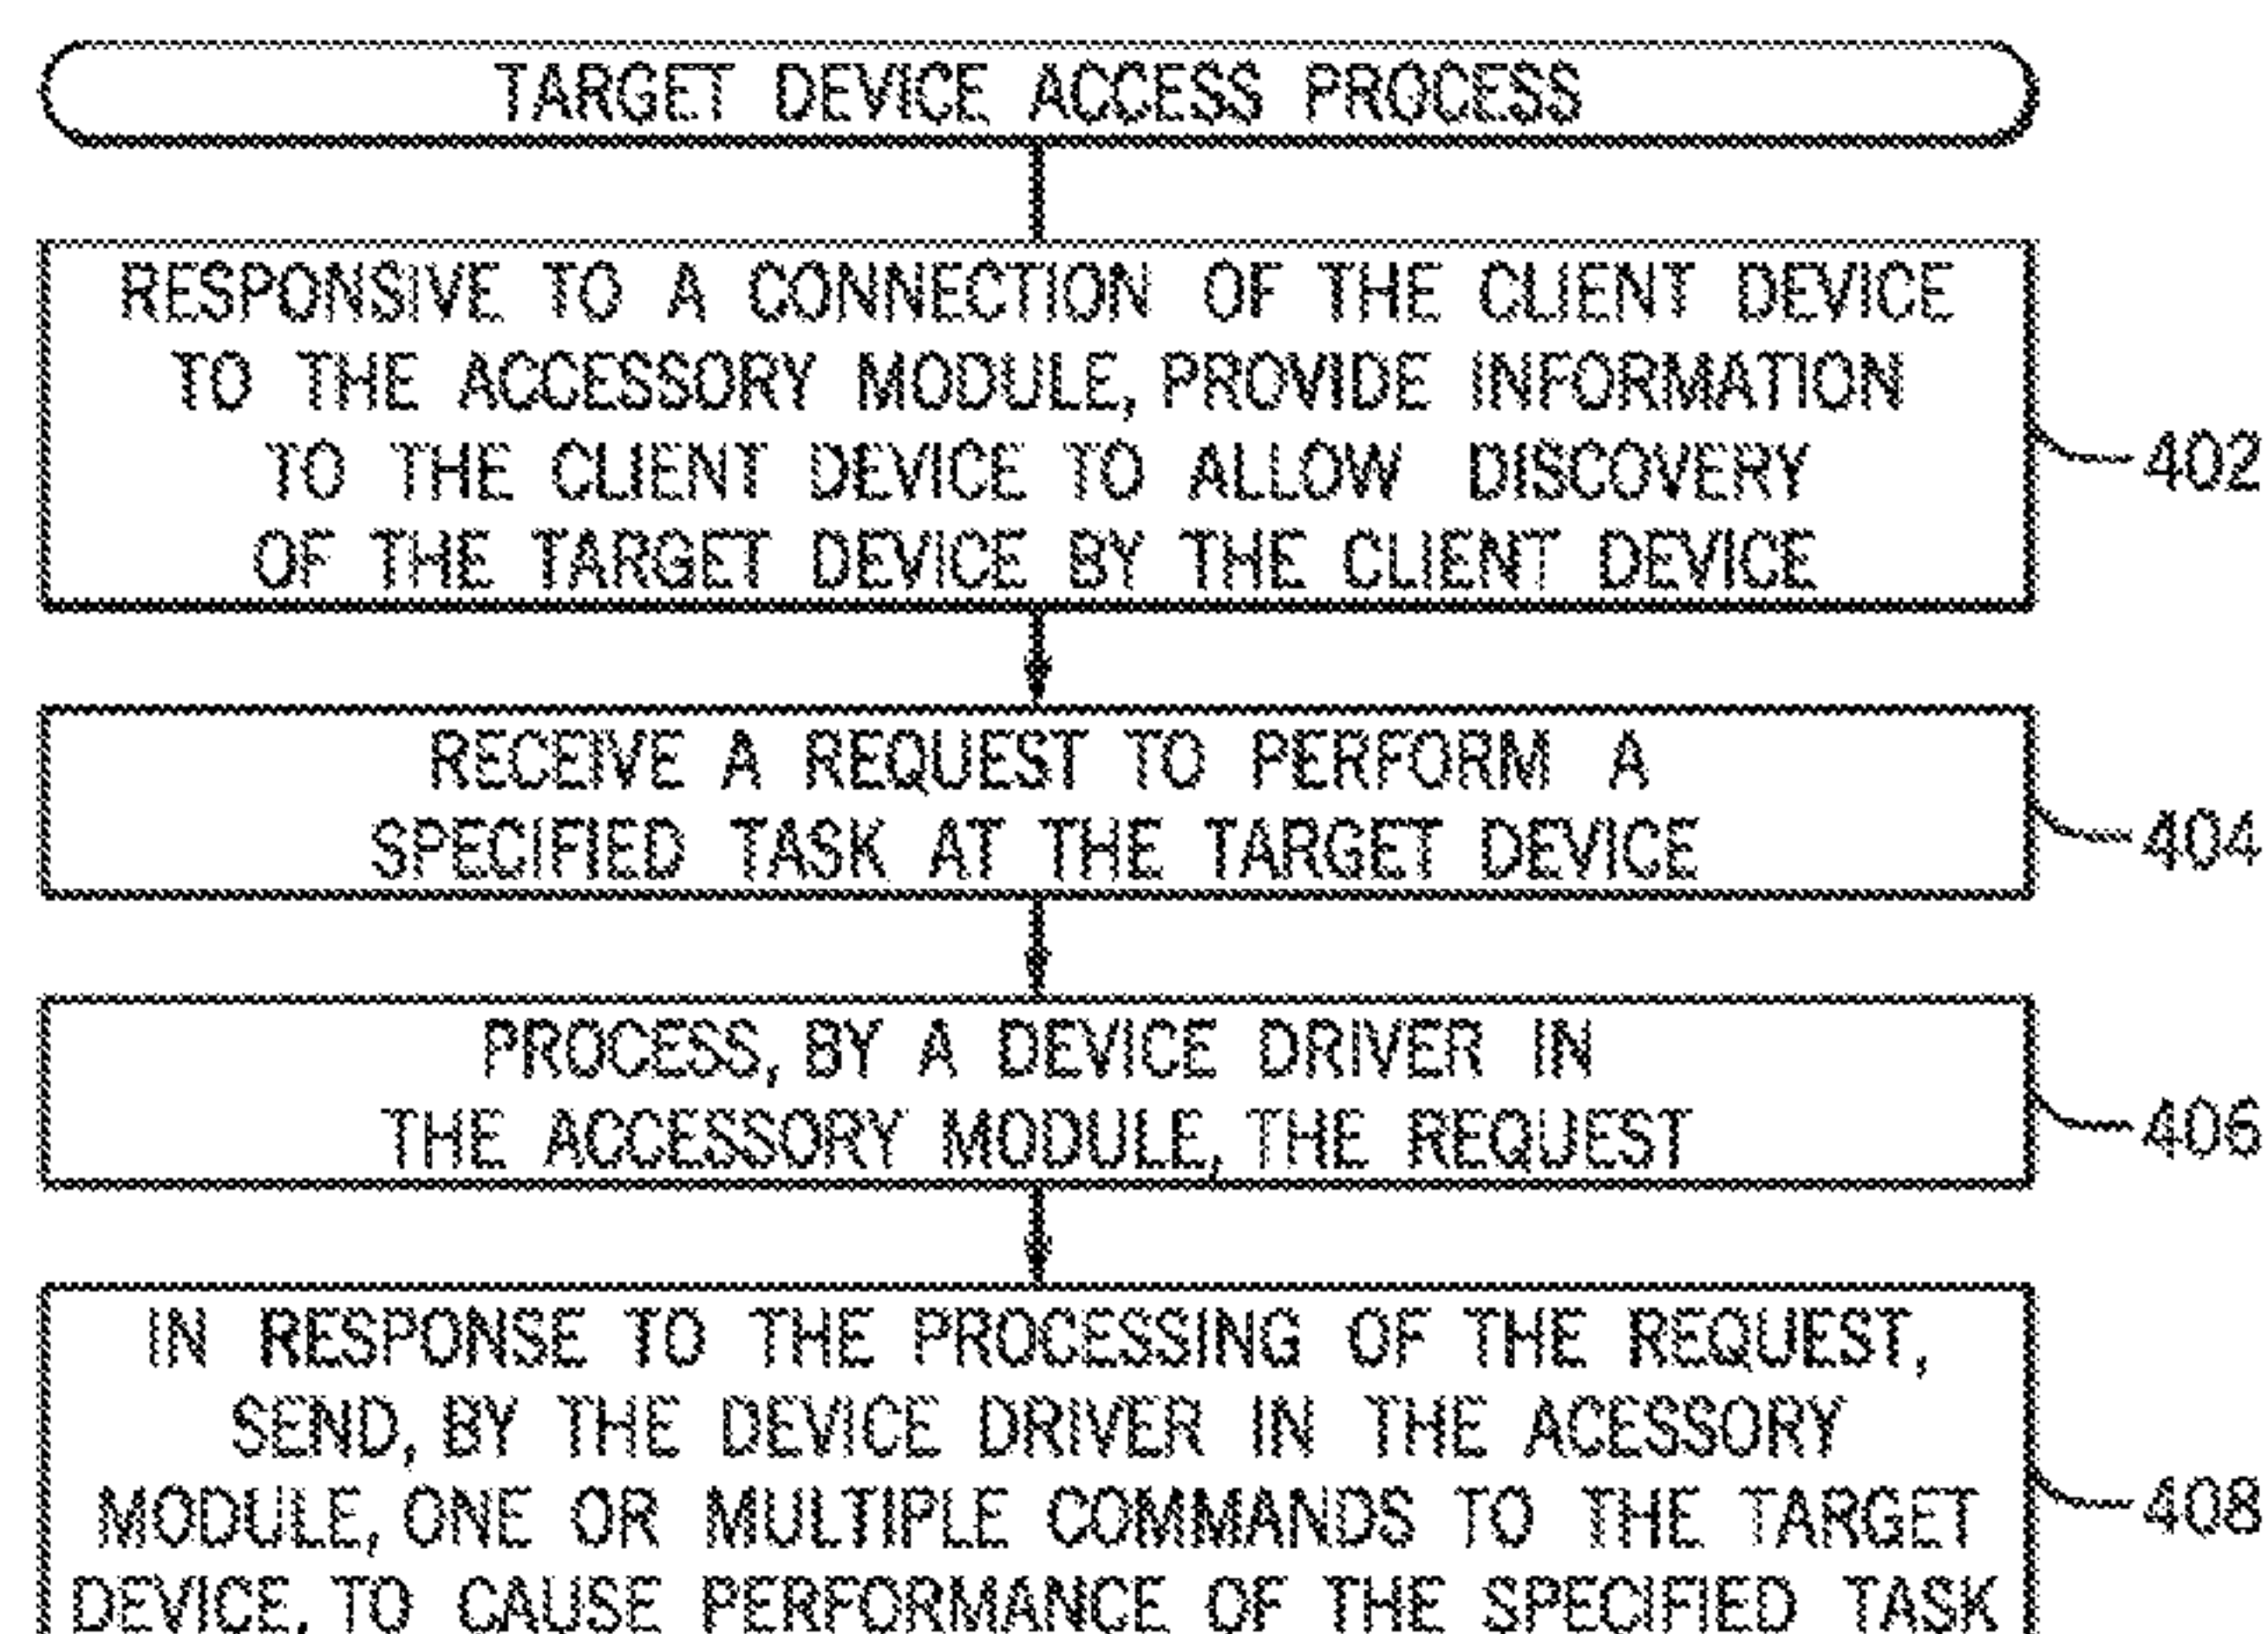 TARGET DEVICE ACCESS PROCESS
RESPONSIVE TO A CONNECTION OF THE CLIENT DEVICE
TO THE ACCESSORY MODULE, PROVIDE INFORMATION
TO THE CLIENT DEVICE TO ALLOW DISCOVERY
OF THE TARGET DEVICE BY THE CLIENT DEVICE
402
RECEIVE A REQUEST TO PERFORM A
SPECIFIED TASK AT THE TARGET DEVICE
404
PROCESS, BY A DEVICE DRIVER IN
THE ACCESSORY MODULE, THE REQUEST
406
IN RESPONSE TO THE PROCESSING OF THE REQUEST,
SEND, BY THE DEVICE DRIVER IN THE ACESSORY
MODULE, ONE OR MULTIPLE COMMANDS TO THE TARGET
DEVICE, TO CAUSE PERFORMANCE OF THE SPECIFIED TASK
408